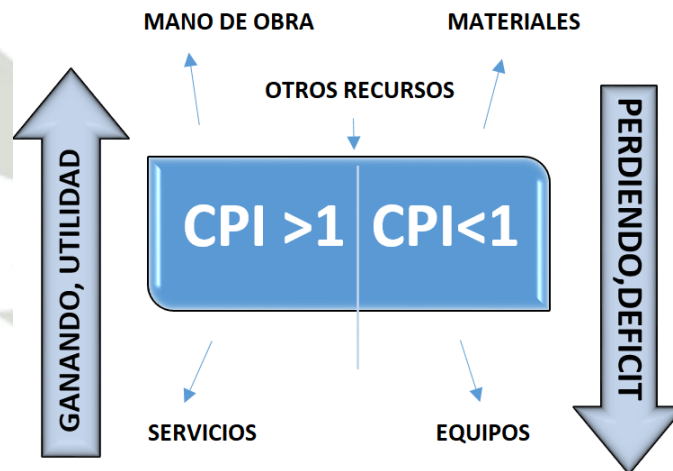 MANO DE OBRA
MATERIALES
OTROS RECURSOS
GANANDO, UTILIDAD
CPI >1
CPI<1
PERDIENDO,DEFICIT
SERVICIOS
EQUIPOS